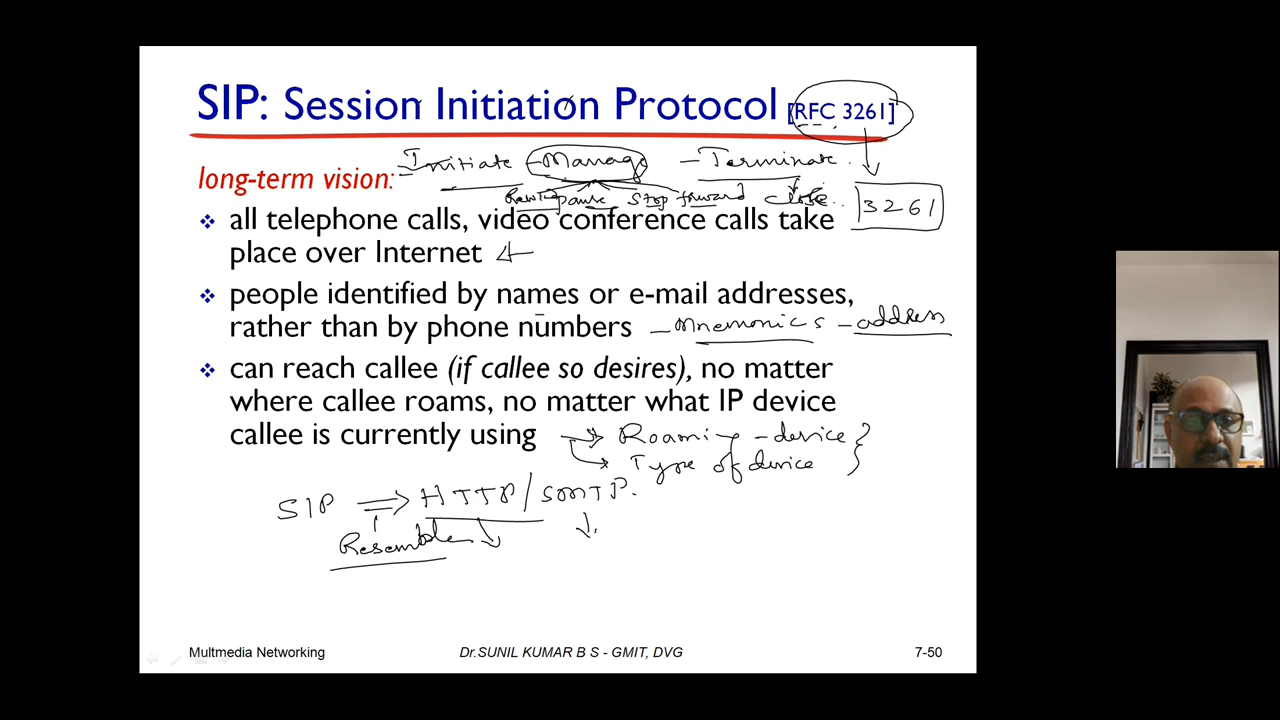 SIP: Session Initiation Protocol [RFC 3261]
long-term vision: - Initiate - Manage - Terminate.
pause stop forward close.. 3261
❖ all telephone calls, video conference calls take
place over Internet
❖ people identified by names or e-mail addresses,
rather than by phone numbers - Mnemonics - address
❖ can reach callee (if callee so desires), no matter
where callee roams, no matter what IP device
callee is currently using Roaming - device
Type of device
SIP ⇒ HTTP/SMTP.
Resembles
Multmedia Networking Dr.SUNIL KUMAR B S - GMIT, DVG 7-50